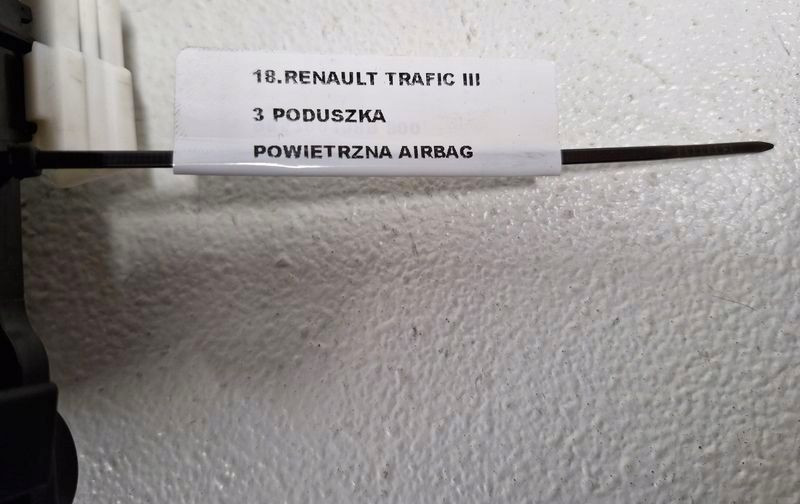 18.RENAULT TRAFIC III
3 PODUSZKA
POWIETRZNA AIRBAG